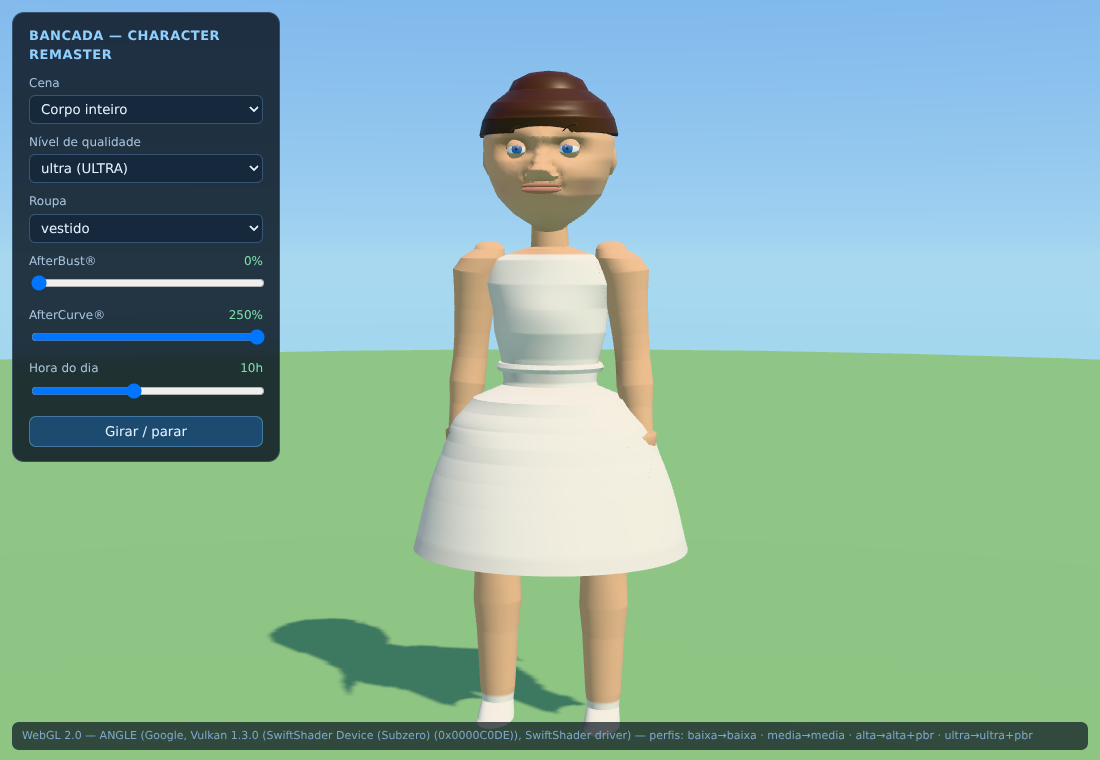 BANCADA — CHARACTER
REMASTER
Cena
Corpo inteiro
Nível de qualidade
ultra (ULTRA)
Roupa
vestido
AfterBust® 0%
AfterCurve® 250%
Hora do dia 10h
Girar / parar
WebGL 2.0 — ANGLE (Google, Vulkan 1.3.0 (SwiftShader Device (Subzero) (0x0000C0DE)), SwiftShader driver) — perfis: baixa→baixa · media→media · alta→alta+pbr · ultra→ultra+pbr